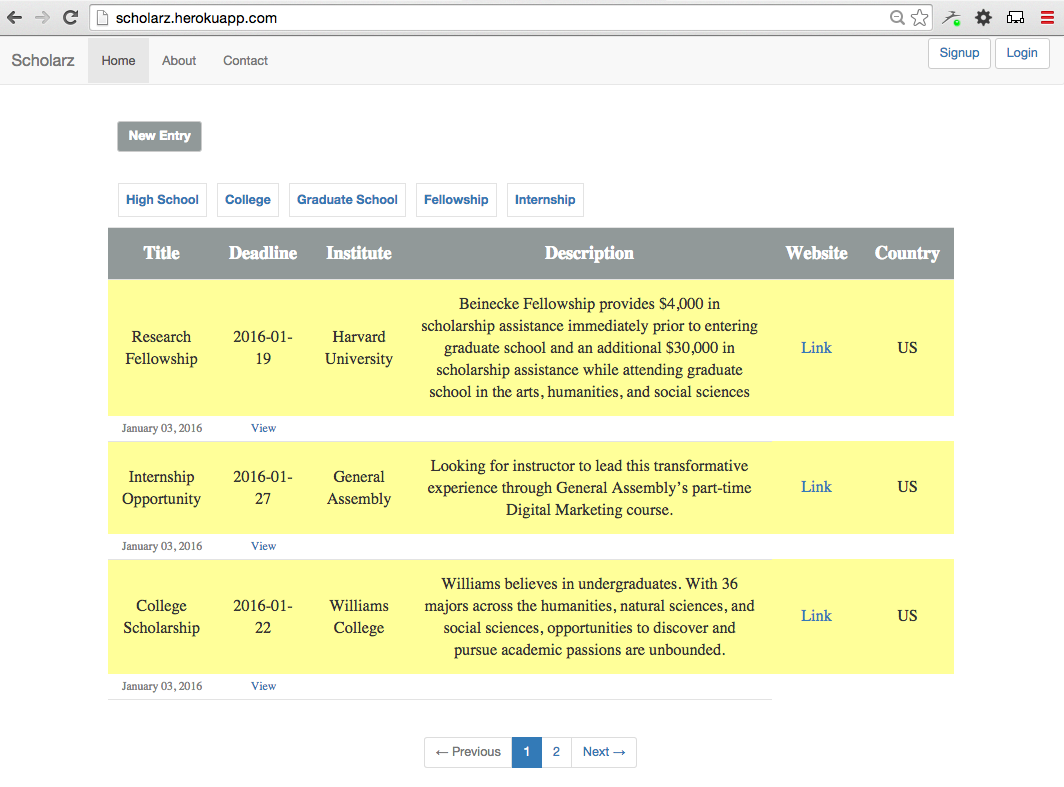 scholarz.herokuapp.com
Scholarz Home About Contact Signup Login
New Entry
High School College Graduate School Fellowship Internship
Title Deadline Institute Description Website Country
Research Fellowship 2016-01-19 Harvard University Beinecke Fellowship provides $4,000 in
scholarship assistance immediately prior to entering
graduate school and an additional $30,000 in
scholarship assistance while attending graduate
school in the arts, humanities, and social sciences Link US
January 03, 2016 View
Internship Opportunity 2016-01-27 General Assembly Looking for instructor to lead this transformative
experience through General Assembly’s part-time
Digital Marketing course. Link US
January 03, 2016 View
College Scholarship 2016-01-22 Williams College Williams believes in undergraduates. With 36
majors across the humanities, natural sciences, and
social sciences, opportunities to discover and
pursue academic passions are unbounded. Link US
January 03, 2016 View
← Previous 1 2 Next →